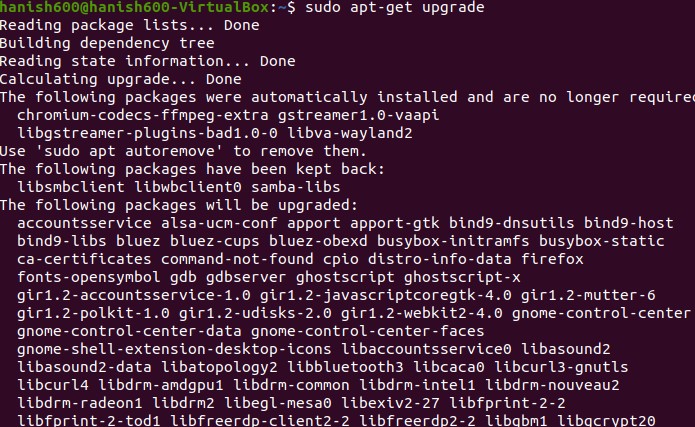 hanish600@hanish600-VirtualBox:~$ sudo apt-get upgrade
Reading package lists... Done
Building dependency tree
Reading state information... Done
Calculating upgrade... Done
The following packages were automatically installed and are no longer required
  chromium-codecs-ffmpeg-extra gstreamer1.0-vaapi
  libgstreamer-plugins-bad1.0-0 libva-wayland2
Use 'sudo apt autoremove' to remove them.
The following packages have been kept back:
  libsmbclient libwbclient0 samba-libs
The following packages will be upgraded:
  accountsservice alsa-ucm-conf apport apport-gtk bind9-dnsutils bind9-host
  bind9-libs bluez bluez-cups bluez-obexd busybox-initramfs busybox-static
  ca-certificates command-not-found cpio distro-info-data firefox
  fonts-opensymbol gdb gdbserver ghostscript ghostscript-x
  gir1.2-accountsservice-1.0 gir1.2-javascriptcoregtk-4.0 gir1.2-mutter-6
  gir1.2-polkit-1.0 gir1.2-udisks-2.0 gir1.2-webkit2-4.0 gnome-control-center
  gnome-control-center-data gnome-control-center-faces
  gnome-shell-extension-desktop-icons libaccountsservice0 libasound2
  libasound2-data libatopology2 libbluetooth3 libcaca0 libcurl3-gnutls
  libcurl4 libdrm-amdgpu1 libdrm-common libdrm-intel1 libdrm-nouveau2
  libdrm-radeon1 libdrm2 libegl-mesa0 libexiv2-27 libfprint-2-2
  libfprint-2-tod1 libfreerdp-client2-2 libfreerdp2-2 libgbm1 libgcrypt20